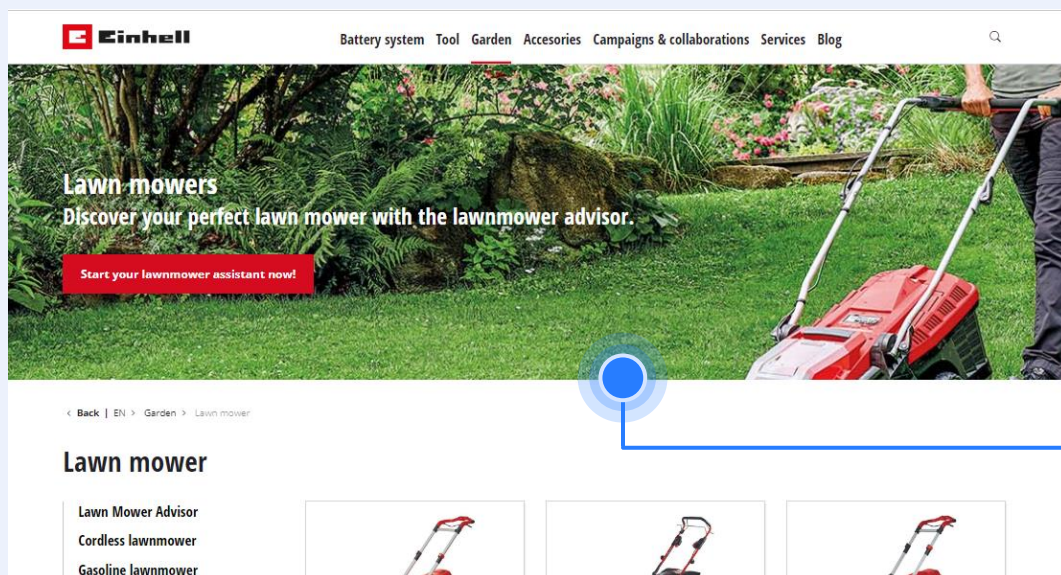 Einhell
Battery system Tool Garden Accesories Campaigns & collaborations Services Blog
Lawn mowers
Discover your perfect lawn mower with the lawnmower advisor.
Start your lawnmower assistant now!
‹ Back | EN > Garden > Lawn mower
Lawn mower
Lawn Mower Advisor
Cordless lawnmower
Gasoline lawnmower